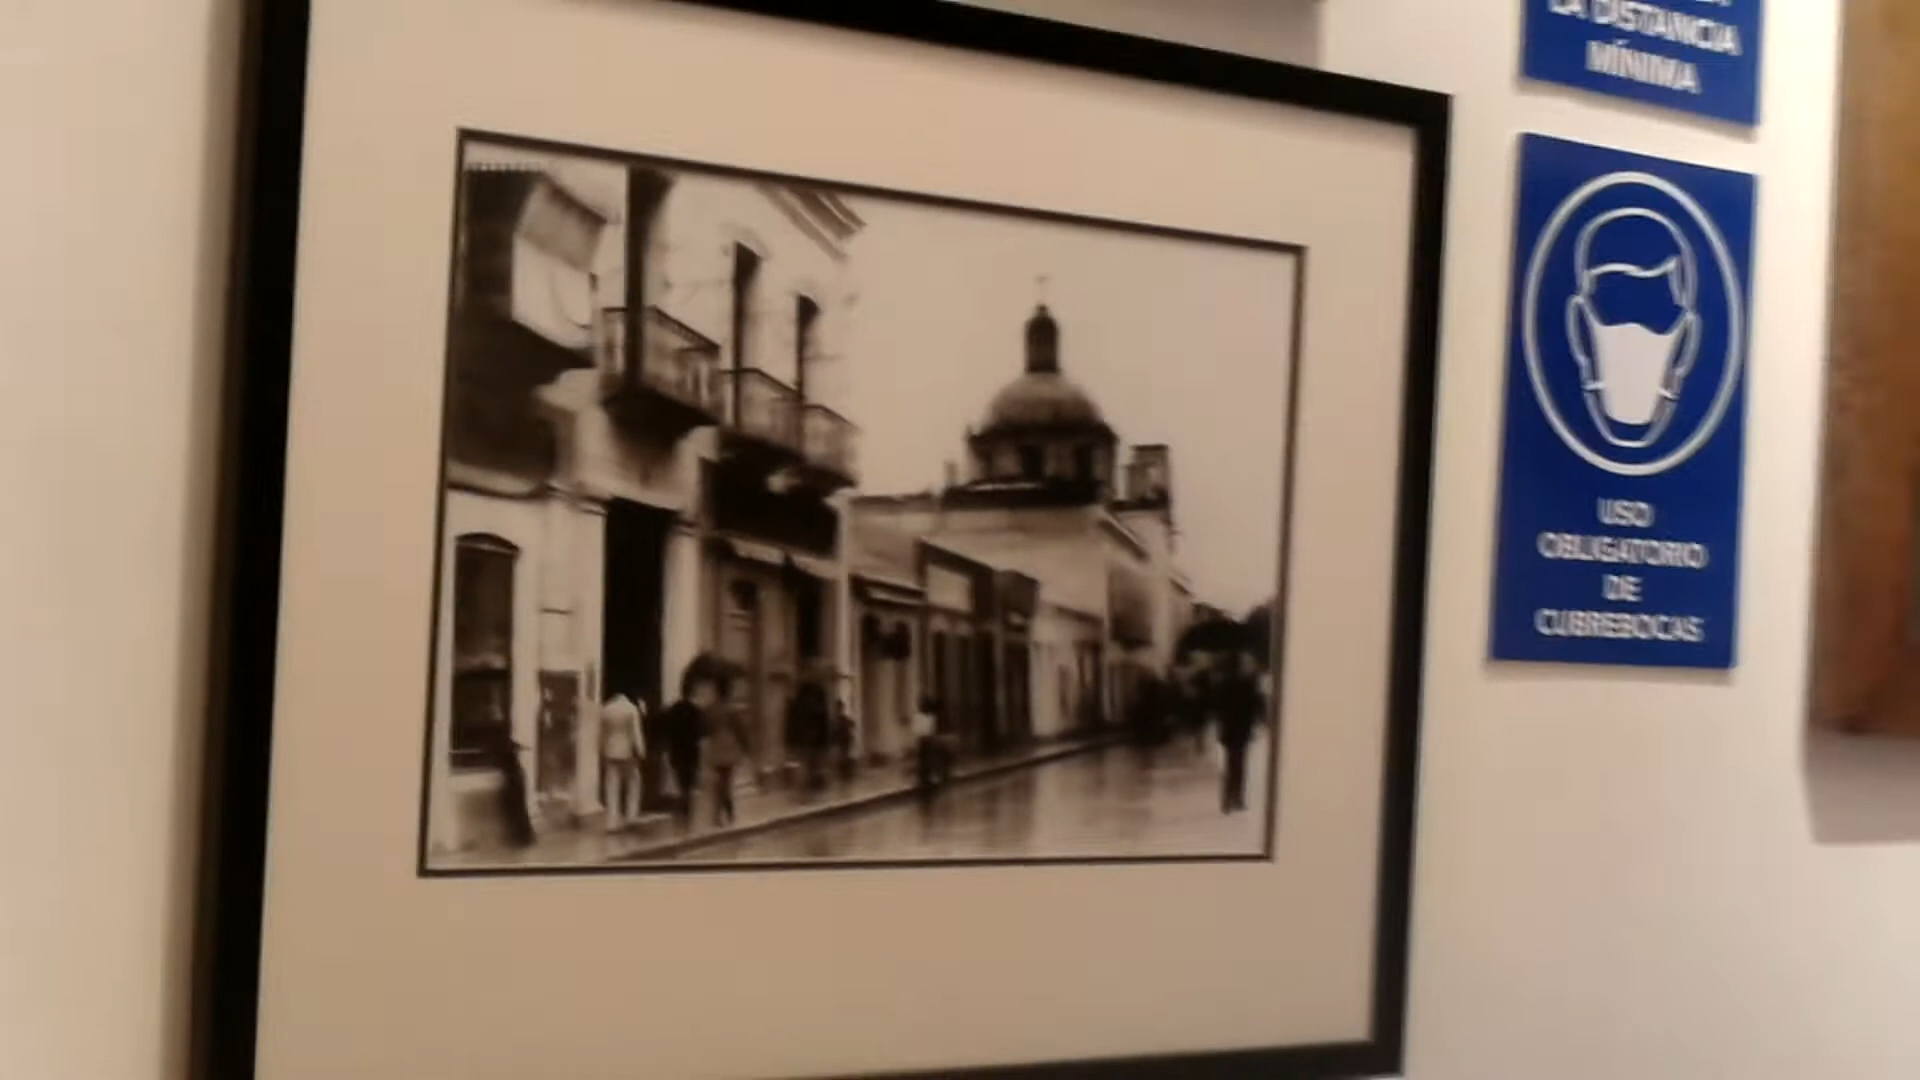 LA DISTANCIA
MÍNIMA
USO
OBLIGATORIO
DE
CUBREBOCAS